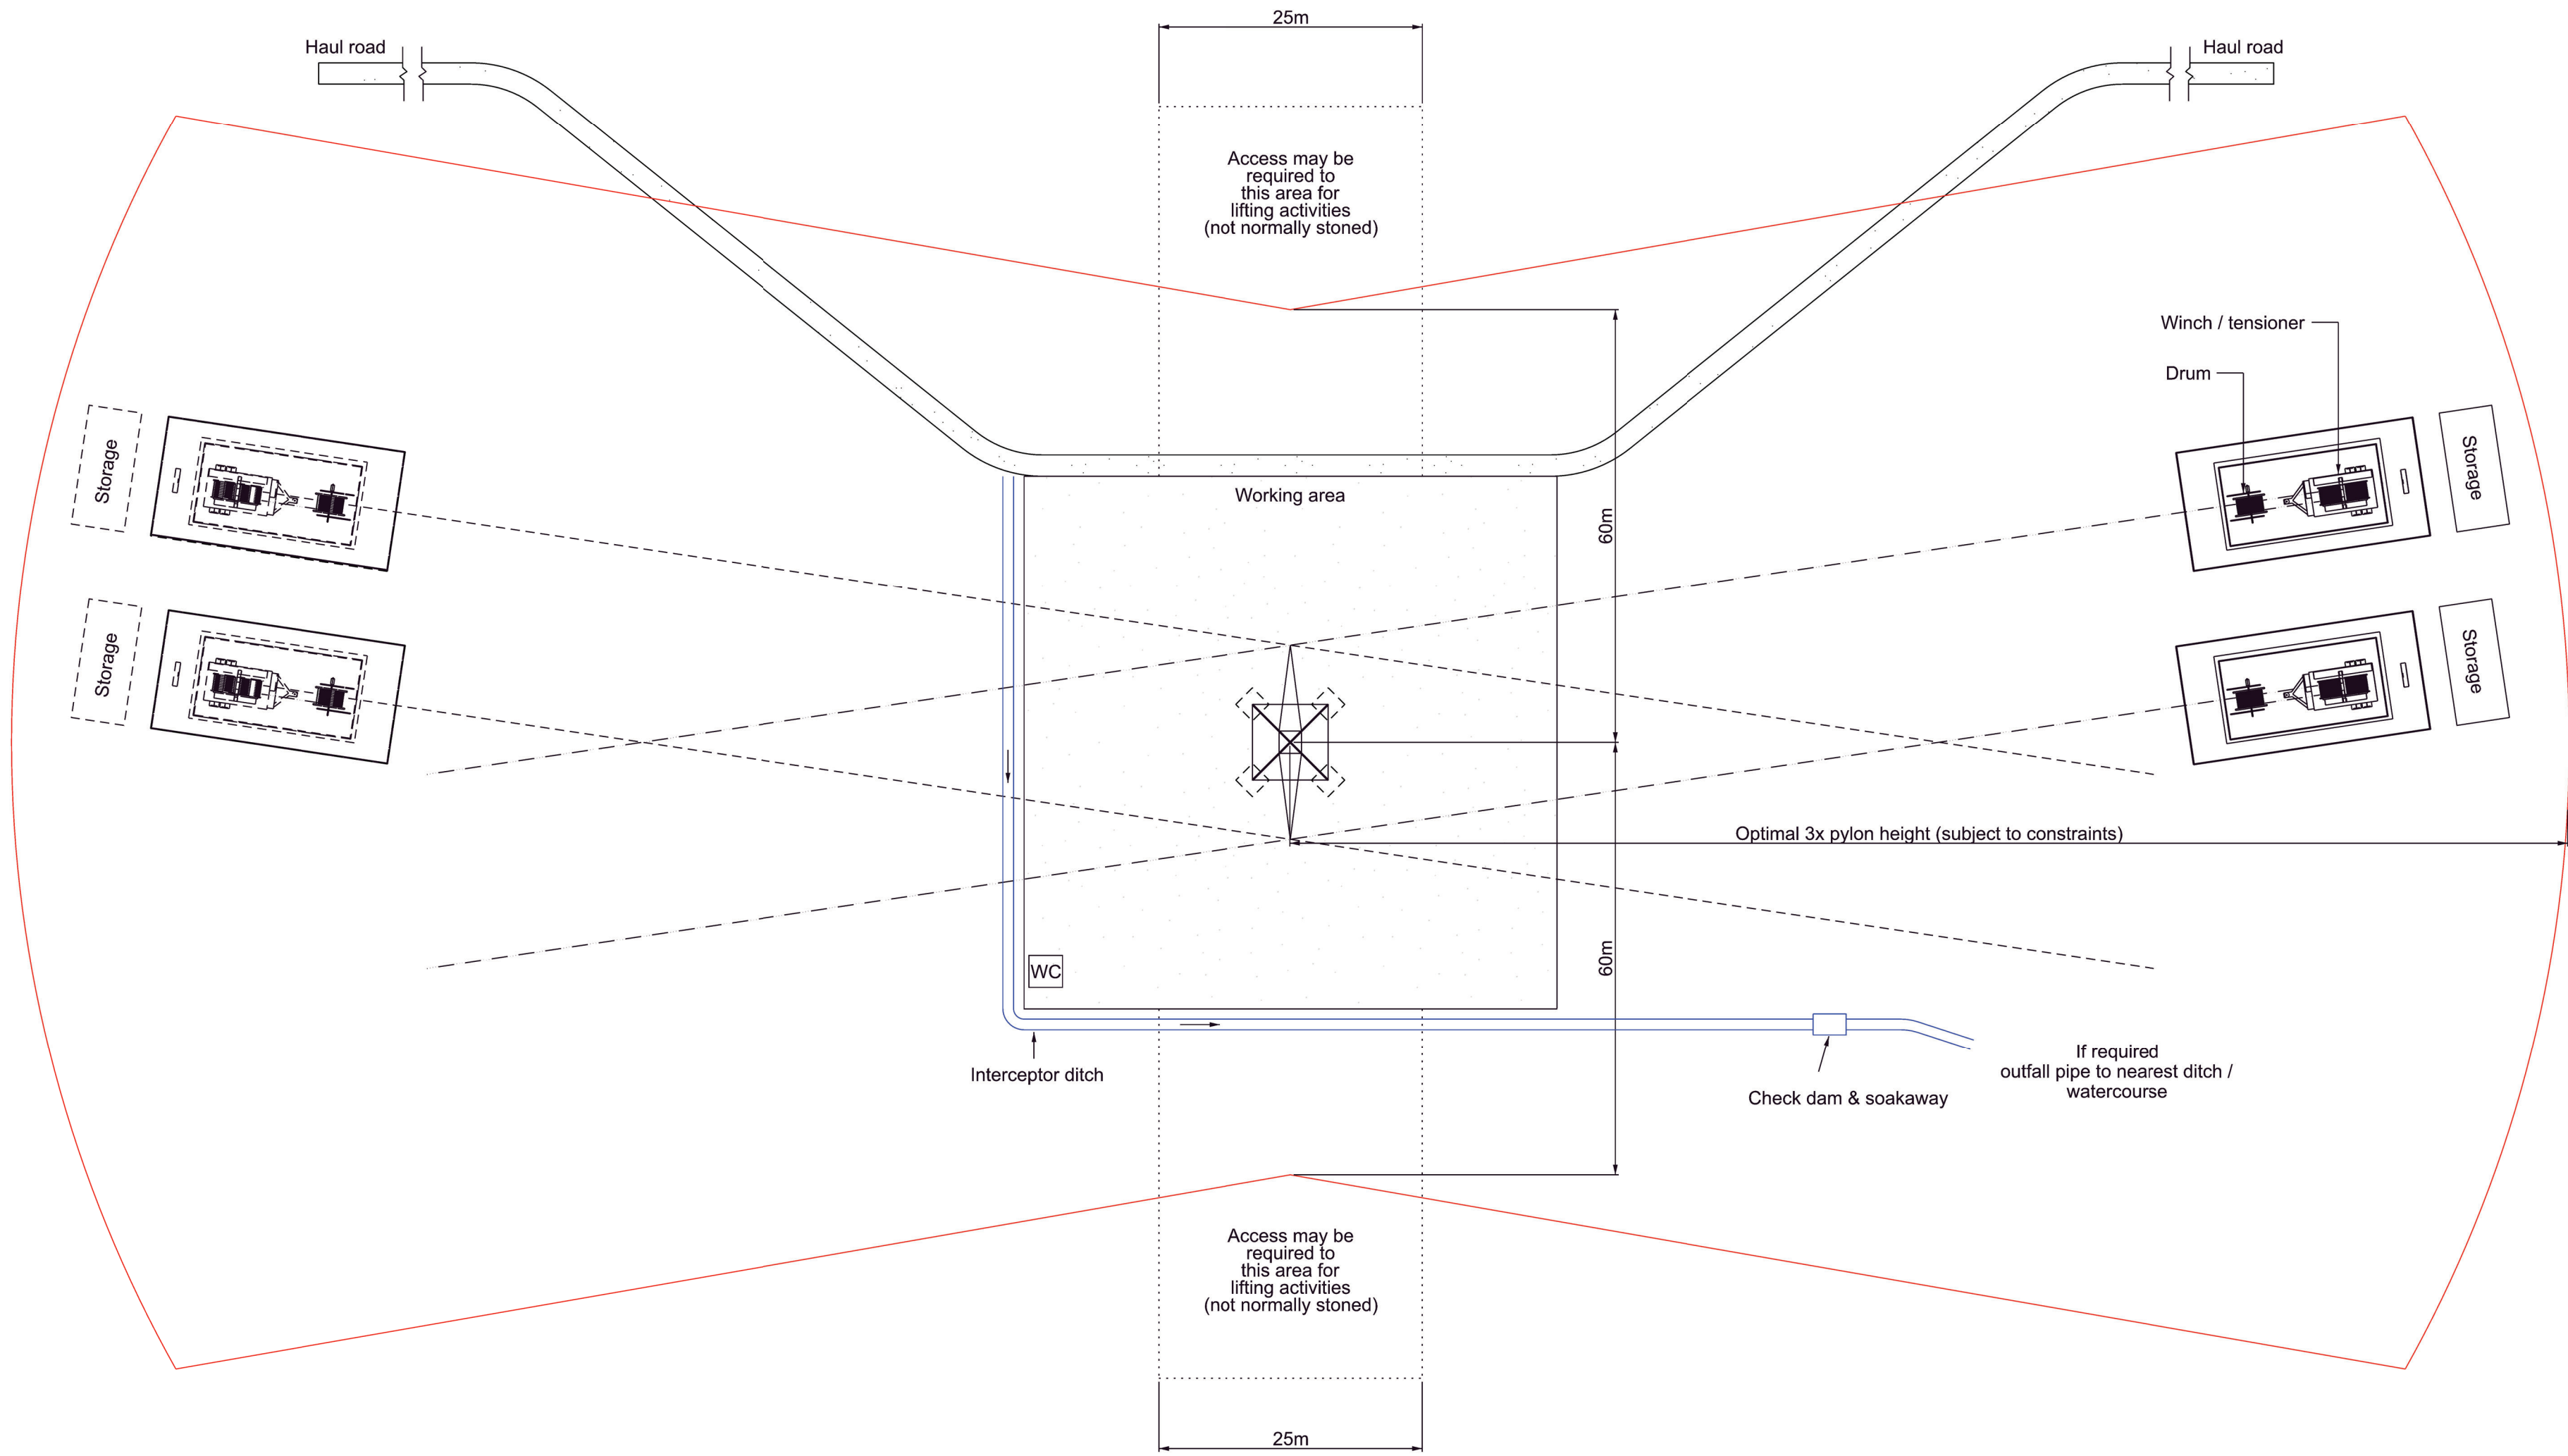 25m
Haul road
Haul road
Access may be
required to
this area for
lifting activities
(not normally stoned)
Winch / tensioner
Drum
Storage
Storage
Working area
60m
Storage
Storage
Optimal 3x pylon height (subject to constraints)
60m
WC
Interceptor ditch
Check dam & soakaway
If required
outfall pipe to nearest ditch /
watercourse
Access may be
required to
this area for
lifting activities
(not normally stoned)
25m